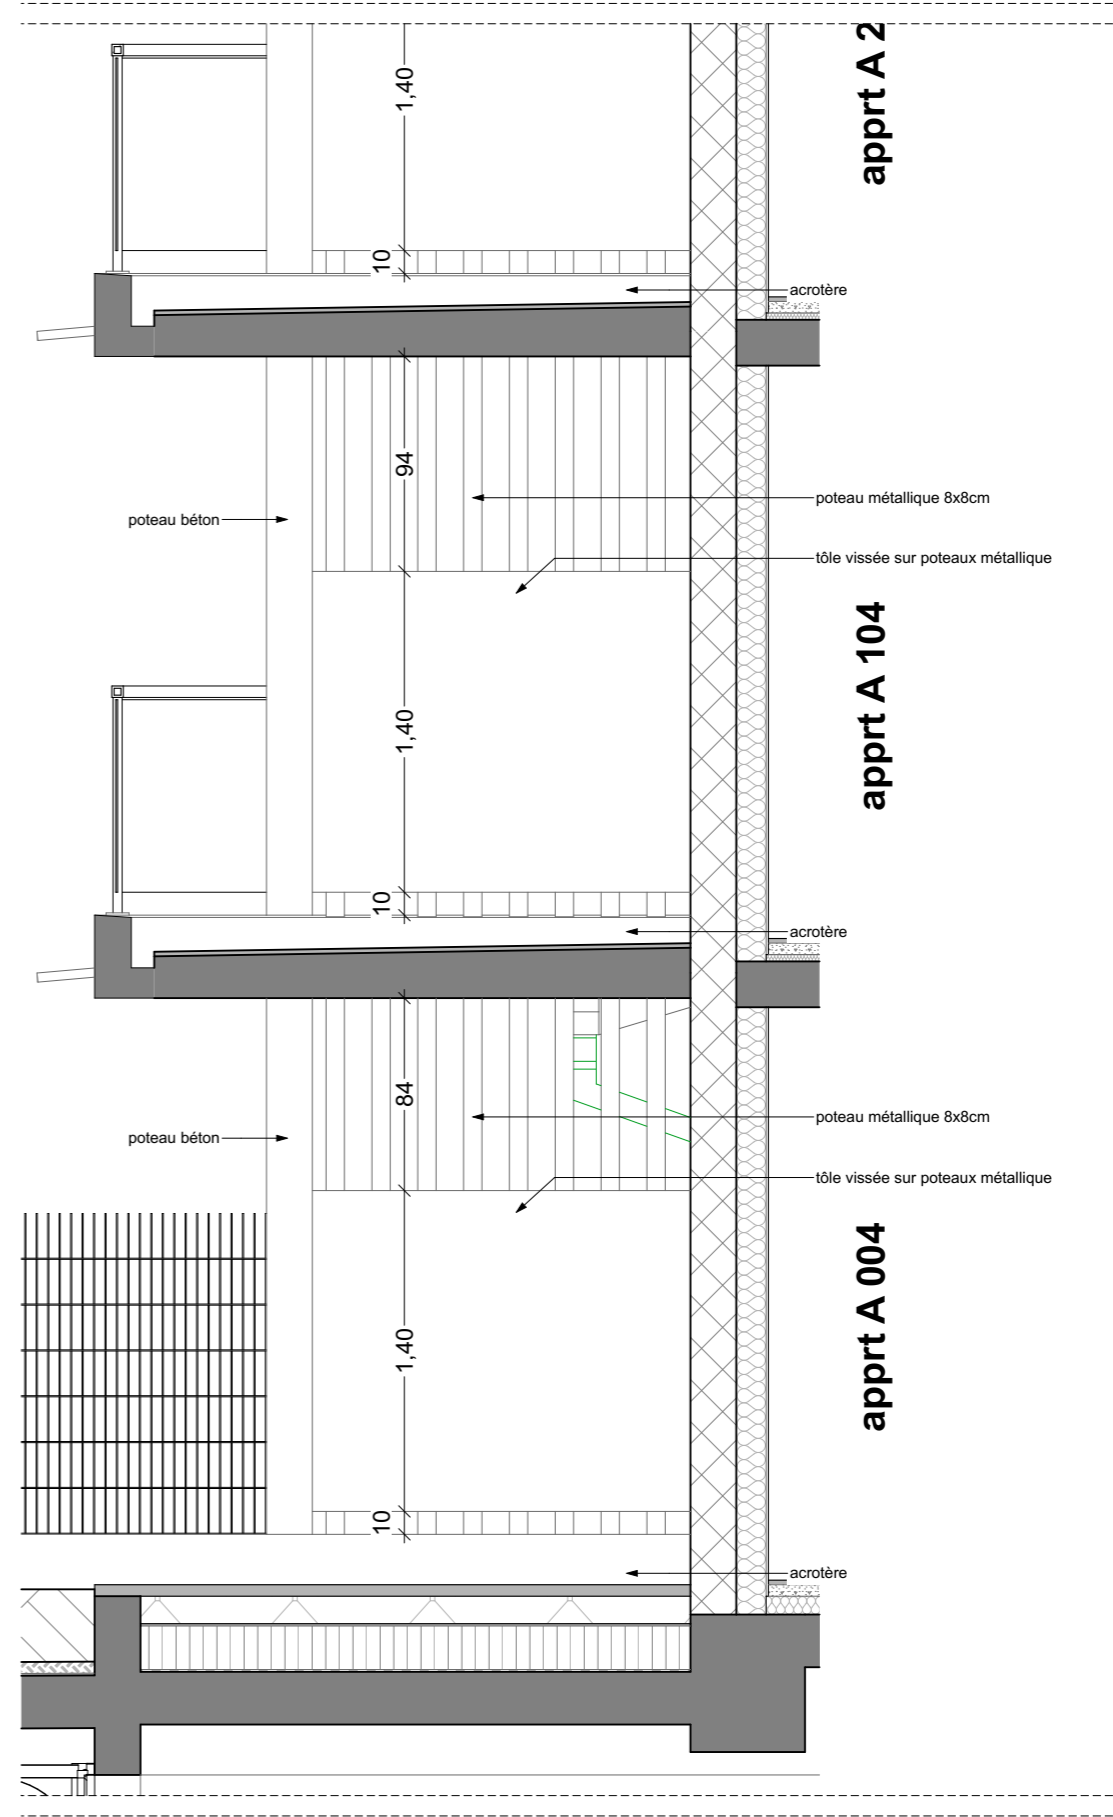 1,40
apprt A 2
10
acrotère
94
poteau métallique 8x8cm
poteau béton
tôle vissée sur poteaux métallique
apprt A 104
1,40
10
acrotère
84
poteau métallique 8x8cm
poteau béton
tôle vissée sur poteaux métallique
apprt A 004
1,40
10
acrotère